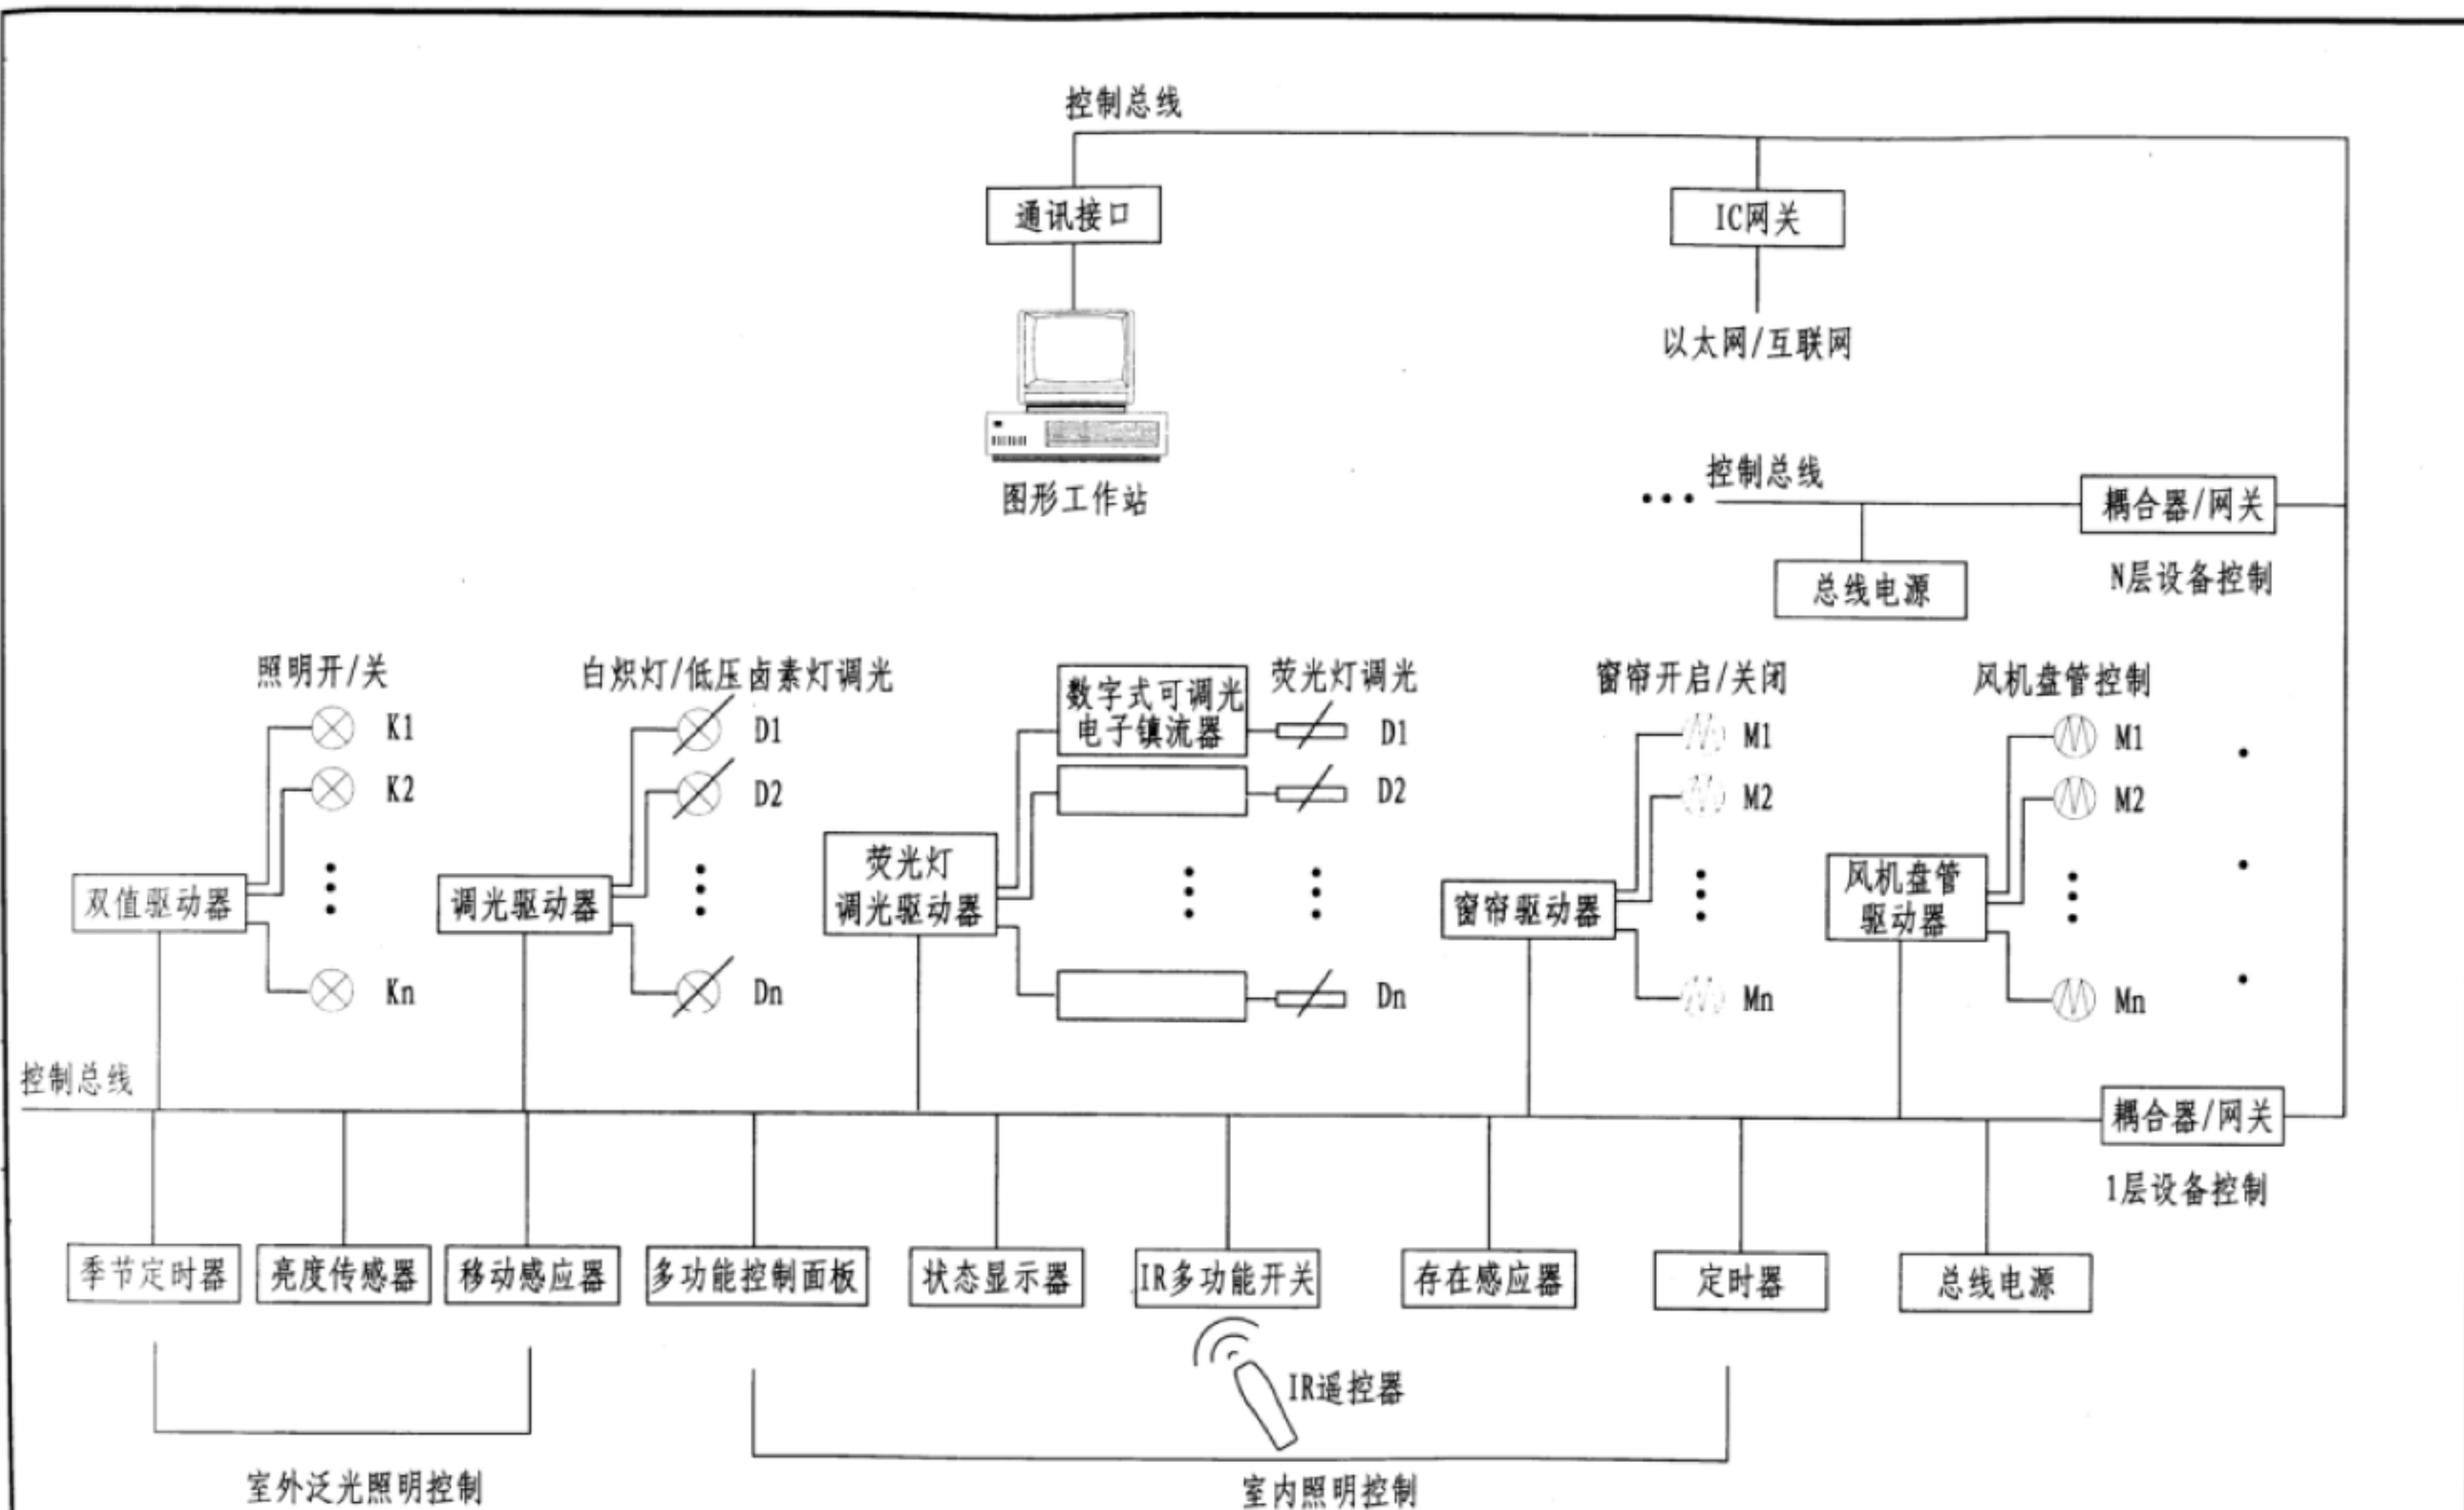 控制总线
通讯接口
IC网关
以太网/互联网
图形工作站
控制总线
耦合器/网关
总线电源
N层设备控制
照明开/关
K1
K2
Kn
双值驱动器
白炽灯/低压卤素灯调光
D1
D2
Dn
调光驱动器
数字式可调光
电子镇流器
荧光灯调光
D1
D2
Dn
荧光灯
调光驱动器
窗帘开启/关闭
M1
M2
Mn
窗帘驱动器
风机盘管控制
M1
M2
Mn
风机盘管
驱动器
控制总线
耦合器/网关
1层设备控制
季节定时器
亮度传感器
移动感应器
多功能控制面板
状态显示器
IR多功能开关
存在感应器
定时器
总线电源
IR遥控器
室外泛光照明控制
室内照明控制